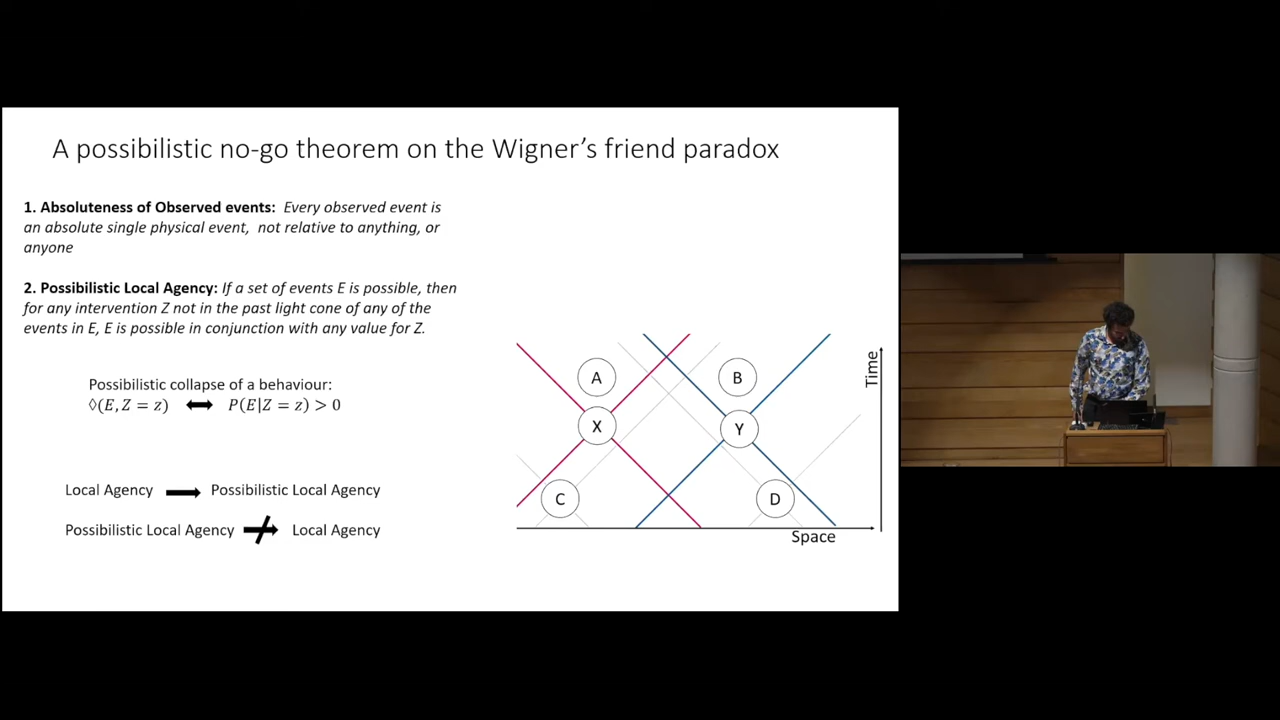 A possibilistic no-go theorem on the Wigner's friend paradox
1. Absoluteness of Observed events: Every observed event is
an absolute single physical event, not relative to anything, or
anyone
2. Possibilistic Local Agency: If a set of events E is possible, then
for any intervention Z not in the past light cone of any of the
events in E, E is possible in conjunction with any value for Z.
Possibilistic collapse of a behaviour:
◊(E, Z = z) ⟷ P(E|Z = z) > 0
Local Agency → Possibilistic Local Agency
Possibilistic Local Agency ↛ Local Agency
A
B
X
Y
C
D
Time
Space